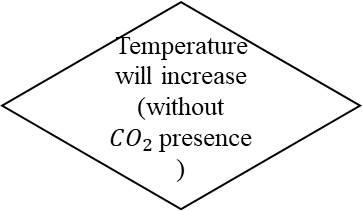 Temperature
will increase
(without
𝐶𝑂₂ presence
)